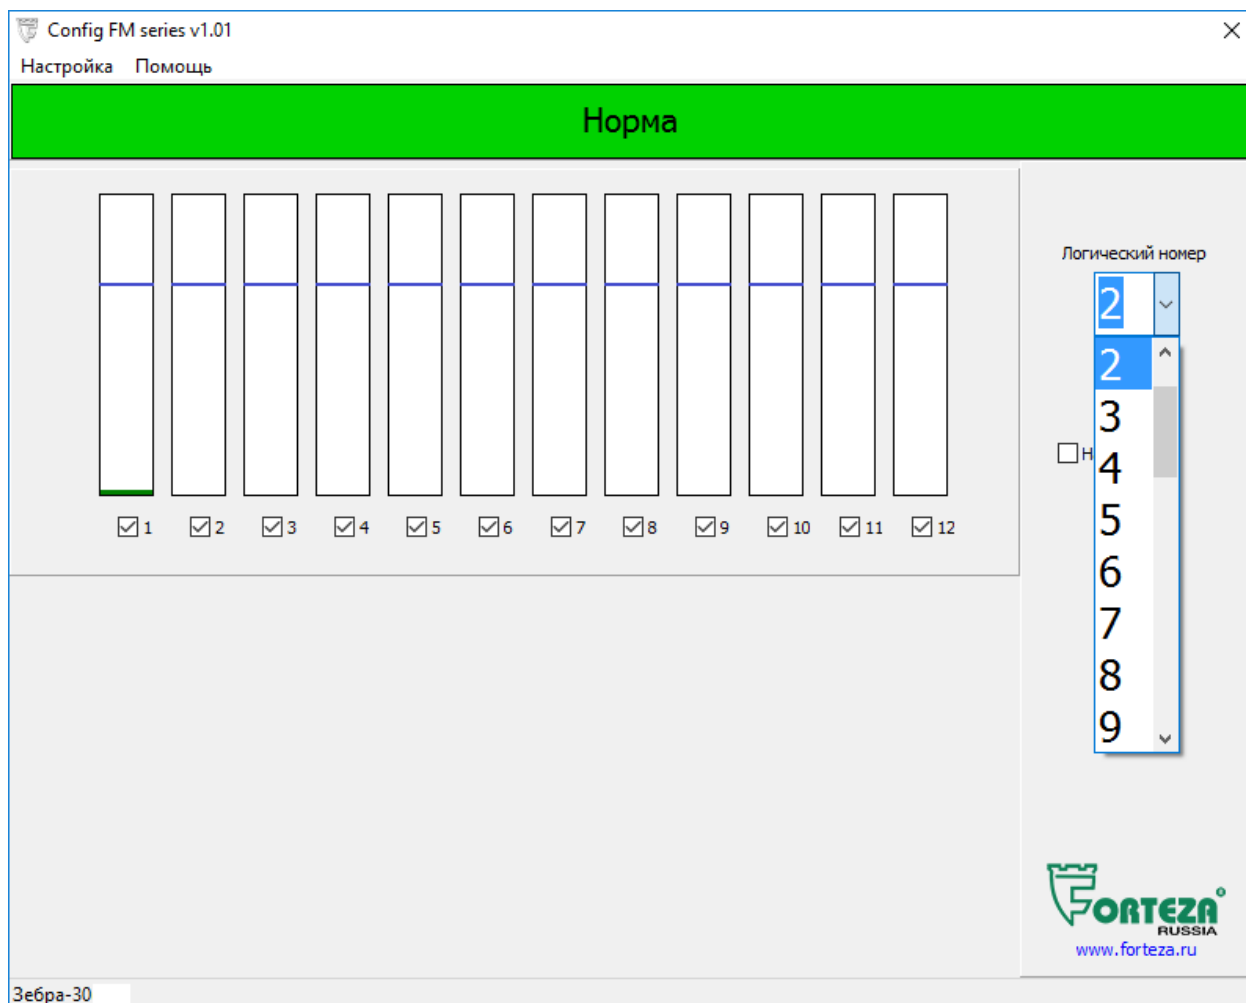 Config FM series v1.01
Настройка Помощь
Норма
Логический номер
2
2
3
4
5
6
7
8
9
Н
1 2 3 4 5 6 7 8 9 10 11 12
FORTEZA®
RUSSIA
www.forteza.ru
Зебра-30